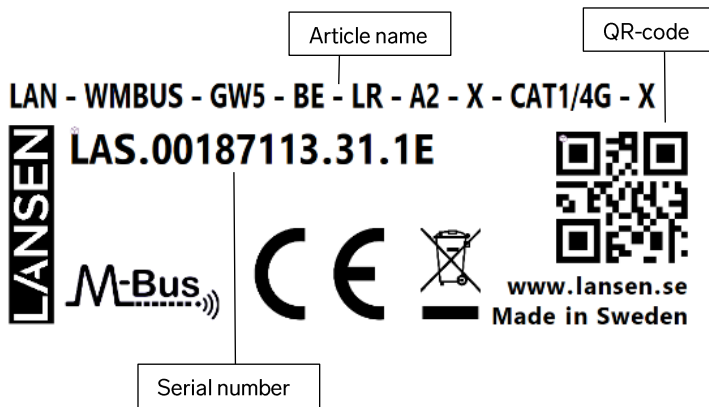 Article name
QR-code
LAN - WMBUS - GW5 - BE - LR - A2 - X - CAT1/4G - X
LANSEN
LAS.00187113.31.1E
M-Bus
CE
www.lansen.se
Made in Sweden
Serial number